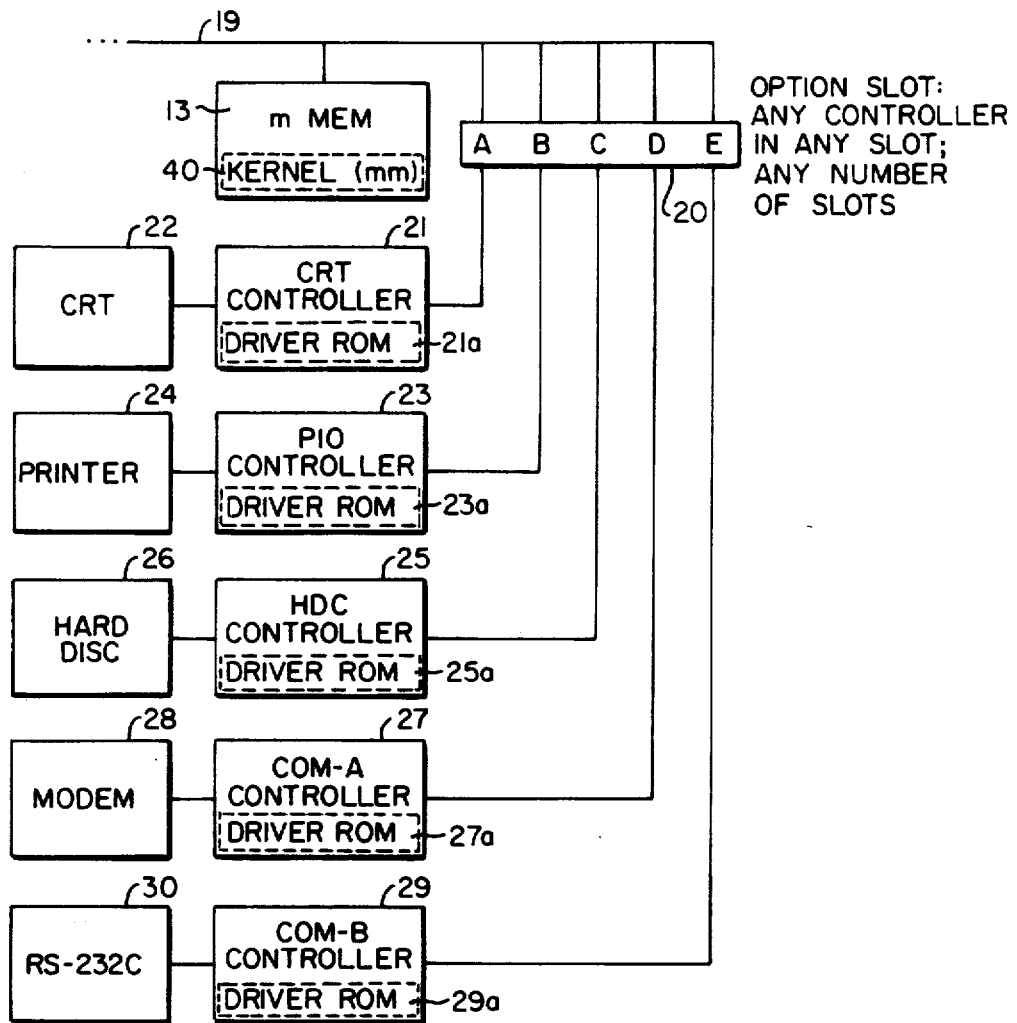 ... 19
13 m MEM
40 KERNEL (mm)
A B C D E
20
OPTION SLOT:
ANY CONTROLLER
IN ANY SLOT;
ANY NUMBER
OF SLOTS
22
CRT
21
CRT
CONTROLLER
DRIVER ROM 21a
24
PRINTER
23
PIO
CONTROLLER
DRIVER ROM 23a
26
HARD
DISC
25
HDC
CONTROLLER
DRIVER ROM 25a
28
MODEM
27
COM-A
CONTROLLER
DRIVER ROM 27a
30
RS-232C
29
COM-B
CONTROLLER
DRIVER ROM 29a